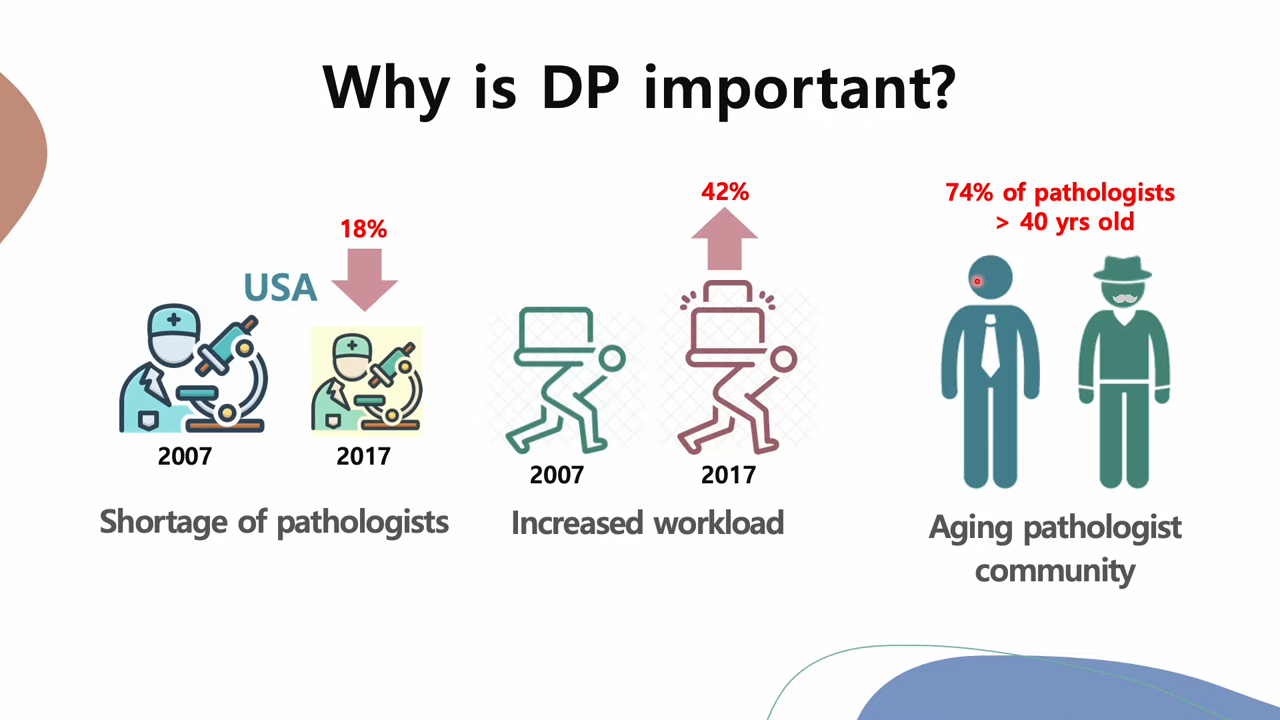 Why is DP important?
18%
USA
2007
2017
Shortage of pathologists
42%
2007
2017
Increased workload
74% of pathologists
> 40 yrs old
Aging pathologist
community